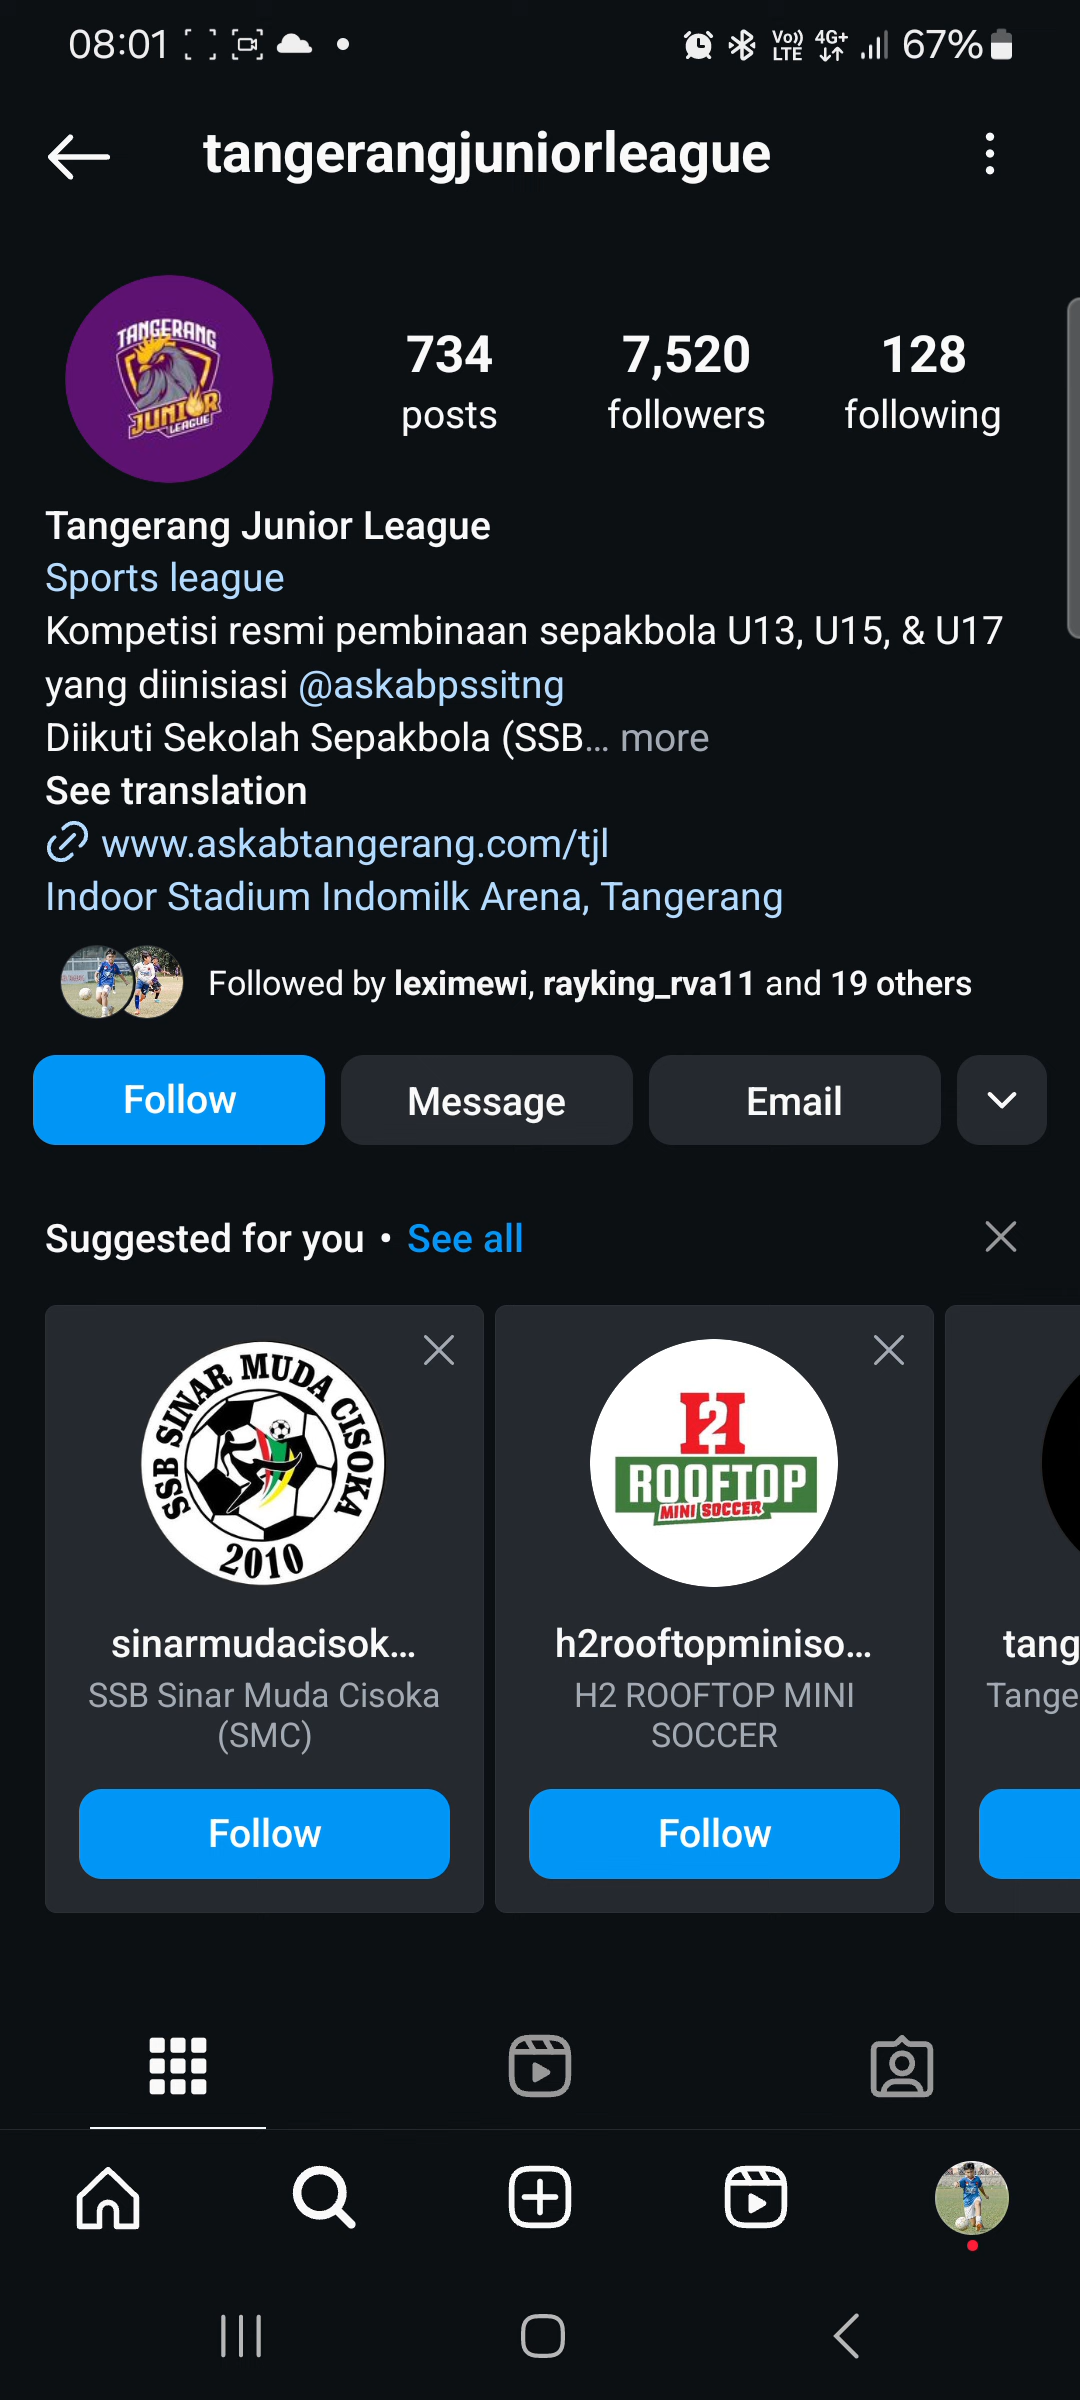 08:01
Vo)) LTE 4G+ 67%
tangerangjuniorleague
TANGERANG
JUNIOR
LEAGUE
734 7,520 128
posts followers following
Tangerang Junior League
Sports league
Kompetisi resmi pembinaan sepakbola U13, U15, & U17
yang diinisiasi @askabpssitng
Diikuti Sekolah Sepakbola (SSB... more
See translation
www.askabtangerang.com/tjl
Indoor Stadium Indomilk Arena, Tangerang
Followed by leximewi, rayking_rva11 and 19 others
Follow Message Email
Suggested for you • See all
SSB SINAR MUDA CISOKA
2010
H2
ROOFTOP
MINI SOCCER
sinarmudacisok... h2rooftopminiso... tang
SSB Sinar Muda Cisoka
(SMC)
H2 ROOFTOP MINI
SOCCER
Tange
Follow Follow